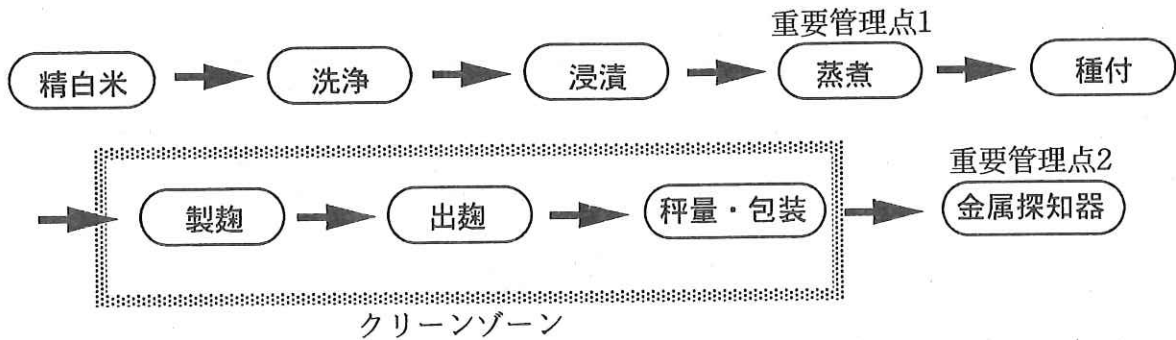 重要管理点1
精白米 洗浄 浸漬 蒸煮 種付
重要管理点2
製麹 出麹 秤量・包装 金属探知器
クリーンゾーン